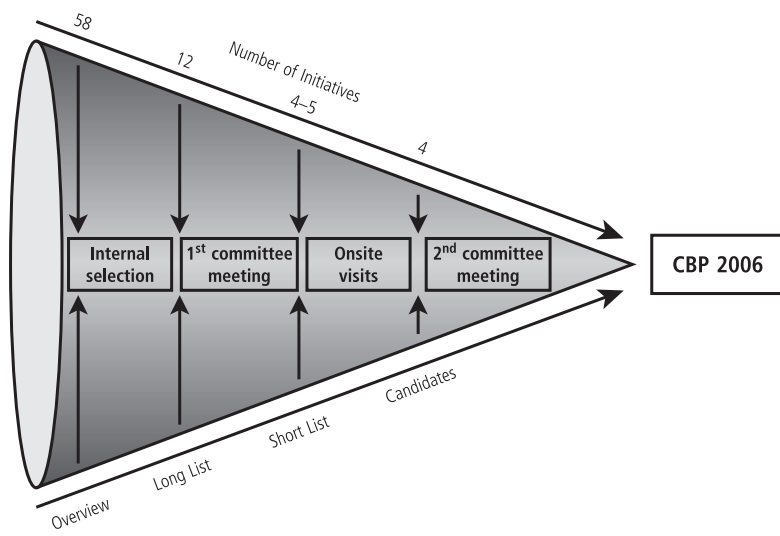 58
12
Number of Initiatives
4–5
4
Internal
selection
1st committee
meeting
Onsite
visits
2nd committee
meeting
CBP 2006
Overview
Long List
Short List
Candidates